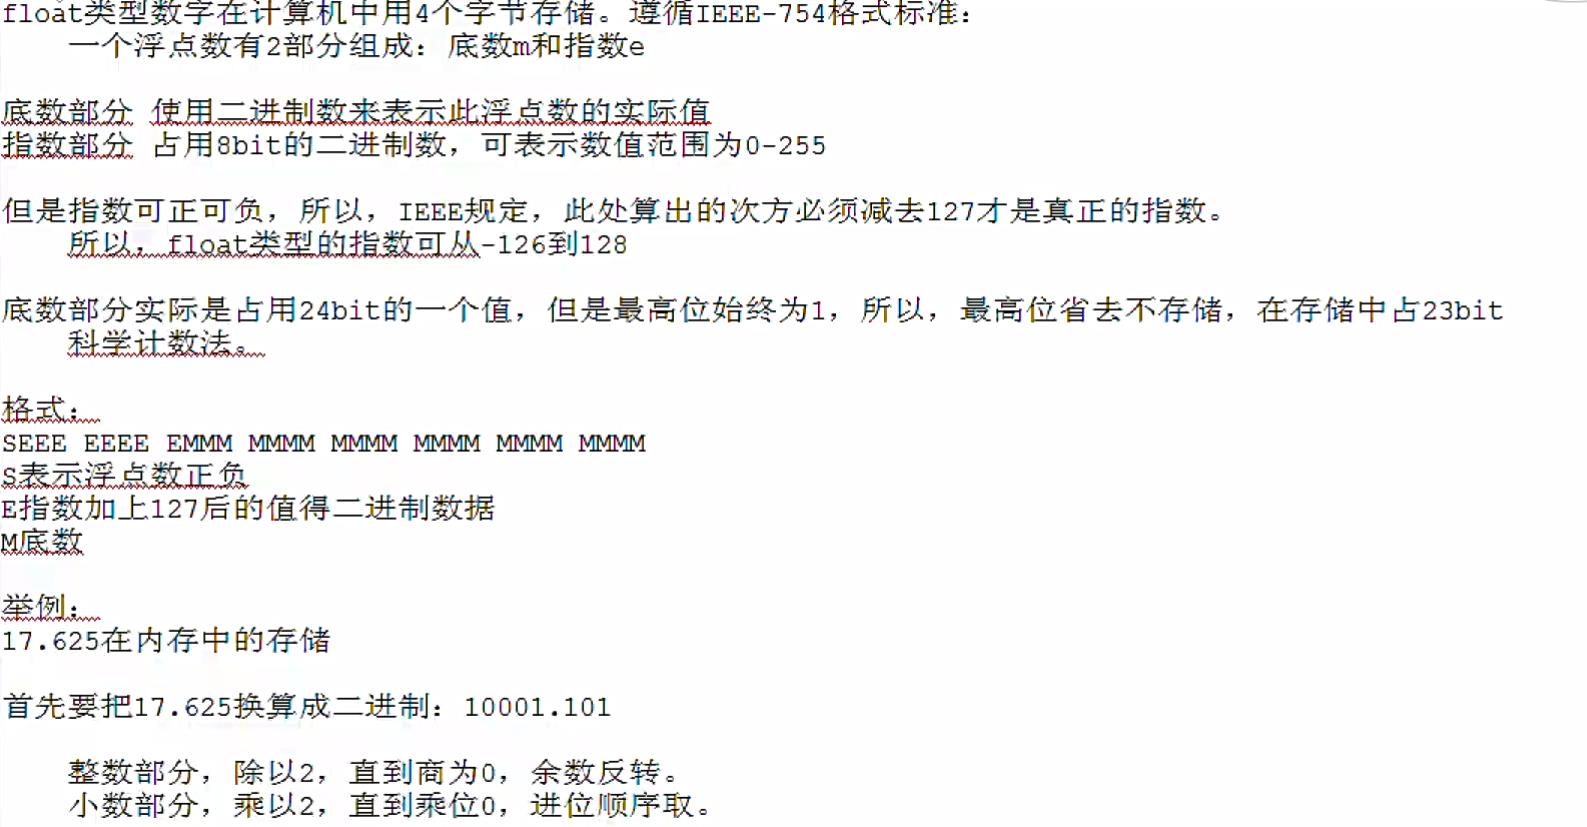 float类型数字在计算机中用4个字节存储。遵循IEEE-754格式标准：
一个浮点数有2部分组成：底数m和指数e
底数部分 使用二进制数来表示此浮点数的实际值
指数部分 占用8bit的二进制数，可表示数值范围为0-255
但是指数可正可负，所以，IEEE规定，此处算出的次方必须减去127才是真正的指数。
所以，float类型的指数可从-126到128
底数部分实际是占用24bit的一个值，但是最高位始终为1，所以，最高位省去不存储，在存储中占23bit
科学计数法。
格式：
SEEE EEEE EMMM MMMM MMMM MMMM MMMM MMMM
S表示浮点数正负
E指数加上127后的值得二进制数据
M底数
举例：
17.625在内存中的存储
首先要把17.625换算成二进制：10001.101
整数部分，除以2，直到商为0，余数反转。
小数部分，乘以2，直到乘位0，进位顺序取。